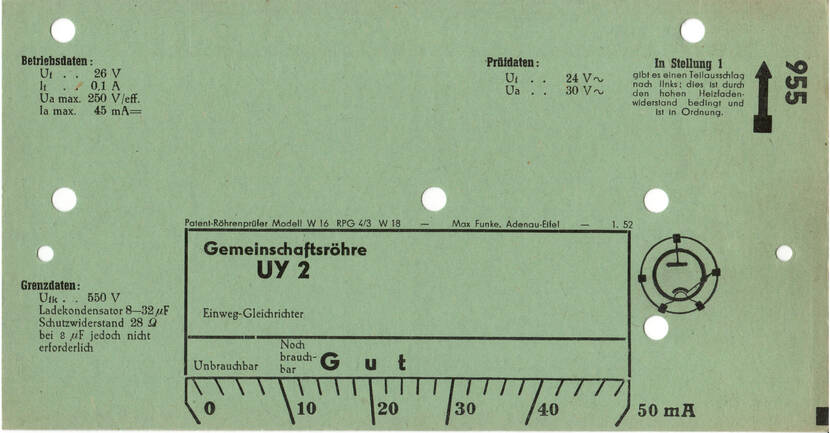 Betriebsdaten:
Uf . . 26 V
If . . 0,1 A
Ua max. 250 V/eff.
Ia max. 45 mA=
Prüfdaten:
Uf . . 24 V~
Ua . . 30 V~
In Stellung 1
gibt es einen Teilausschlag
nach links; dies ist durch
den hohen Heizfaden-
widerstand bedingt und
ist in Ordnung.
955
Patent-Röhrenprüfer Modell W 16 RPG 4/3 W 18 — Max Funke, Adenau-Eifel — 1. 52
Gemeinschaftsröhre
UY 2
Einweg-Gleichrichter
Grenzdaten:
Ufk . . 550 V
Ladekondensator 8—32 µF
Schutzwiderstand 28 Ω
bei 8 µF jedoch nicht
erforderlich
Unbrauchbar
Noch
brauch-
bar
Gut
0 10 20 30 40 50 mA